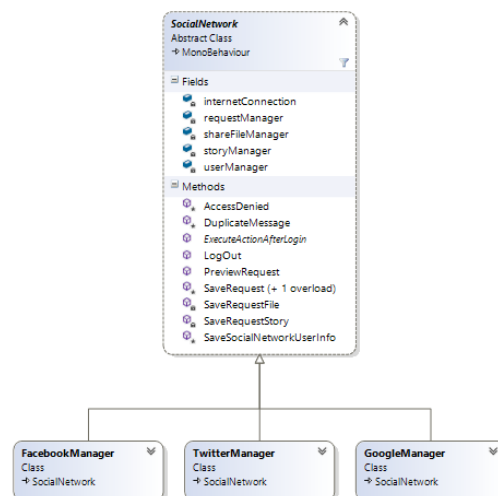 SocialNetwork
Abstract Class
MonoBehaviour
Fields
internetConnection
requestManager
shareFileManager
storyManager
userManager
Methods
AccessDenied
DuplicateMessage
ExecuteActionAfterLogin
LogOut
PreviewRequest
SaveRequest (+ 1 overload)
SaveRequestFile
SaveRequestStory
SaveSocialNetworkUserInfo
FacebookManager
Class
SocialNetwork
TwitterManager
Class
SocialNetwork
GoogleManager
Class
SocialNetwork